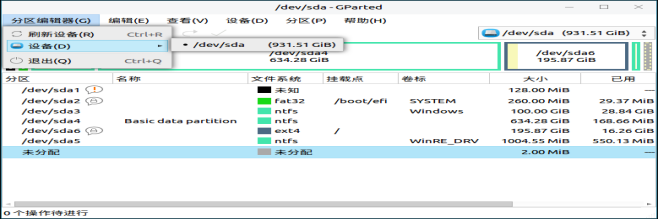 /dev/sda - GParted
分区编辑器(G) 编辑(E) 查看(V) 设备(D) 分区(P) 帮助(H)
刷新设备(R) Ctrl+R
/dev/sda (931.51 GiB)
设备(D)
• /dev/sda (931.51 GiB)
退出(Q) Ctrl+Q
/dev/sda4
634.28 GiB
/dev/sda6
195.87 GiB
分区 名称 文件系统 挂载点 卷标 大小 已用
/dev/sda1 未知 128.00 MiB —
/dev/sda2 fat32 /boot/efi SYSTEM 260.00 MiB 29.37 MiB
/dev/sda3 ntfs Windows 100.00 GiB 28.84 GiB
/dev/sda4 Basic data partition ntfs 634.28 GiB 168.66 MiB
/dev/sda6 ext4 / 195.87 GiB 16.26 GiB
/dev/sda5 ntfs WinRE_DRV 1004.55 MiB 550.13 MiB
未分配 未分配 2.00 MiB —
0 个操作待进行